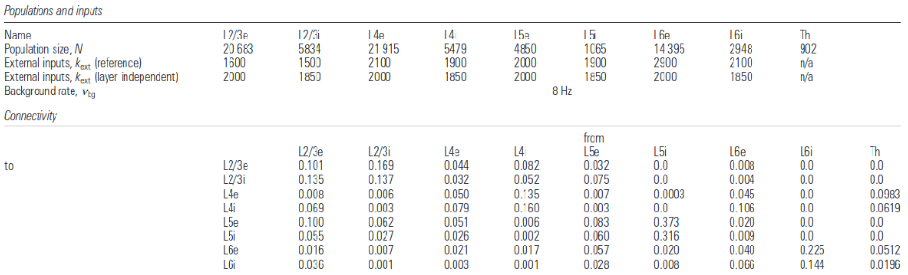 Populations and inputs
Name L2/3e L2/3i L4e L4i L5e L5i L6e L6i Th
Population size, N 20 683 5834 21 915 5479 4850 1065 14 395 2948 902
External inputs, kext (reference) 1600 1500 2100 1900 2000 1900 2900 2100 n/a
External inputs, kext (layer independent) 2000 1850 2000 1850 2000 1850 2000 1850 n/a
Background rate, νbg 8 Hz
Connectivity
from
L2/3e L2/3i L4e L4i L5e L5i L6e L6i Th
to L2/3e 0.101 0.169 0.044 0.082 0.032 0.0 0.008 0.0 0.0
L2/3i 0.135 0.137 0.032 0.052 0.075 0.0 0.004 0.0 0.0
L4e 0.008 0.006 0.050 0.135 0.007 0.0003 0.045 0.0 0.0983
L4i 0.069 0.003 0.079 0.160 0.003 0.0 0.106 0.0 0.0619
L5e 0.100 0.062 0.051 0.006 0.083 0.373 0.020 0.0 0.0
L5i 0.055 0.027 0.026 0.002 0.060 0.316 0.009 0.0 0.0
L6e 0.016 0.007 0.021 0.017 0.057 0.020 0.040 0.225 0.0512
L6i 0.036 0.001 0.003 0.001 0.028 0.008 0.066 0.144 0.0196